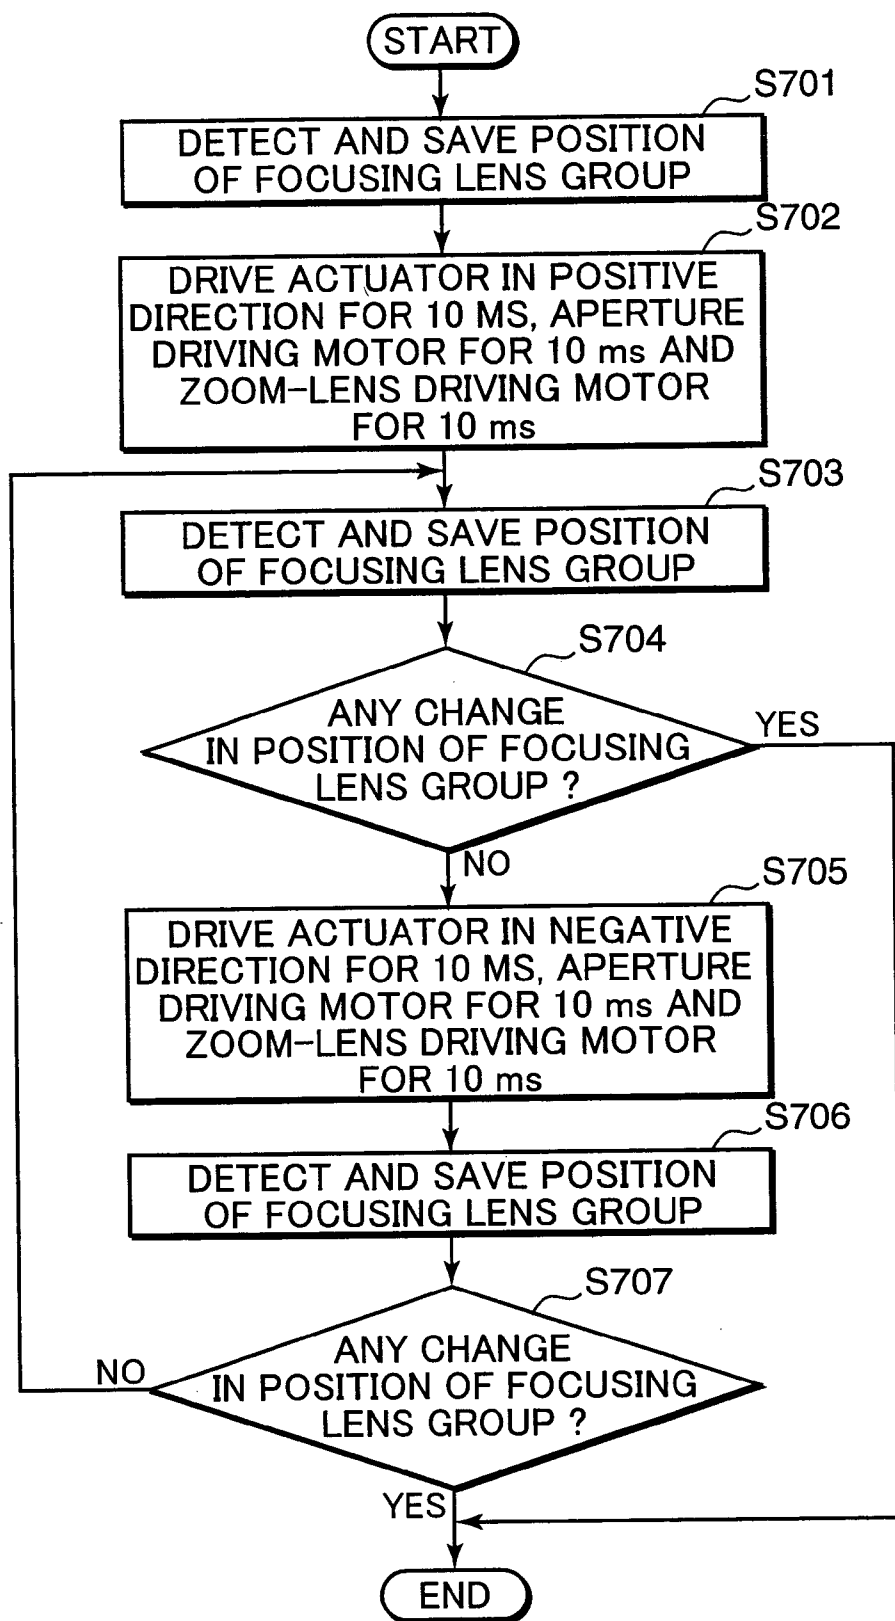 START
S701
DETECT AND SAVE POSITION
OF FOCUSING LENS GROUP
S702
DRIVE ACTUATOR IN POSITIVE
DIRECTION FOR 10 MS, APERTURE
DRIVING MOTOR FOR 10 ms AND
ZOOM-LENS DRIVING MOTOR
FOR 10 ms
S703
DETECT AND SAVE POSITION
OF FOCUSING LENS GROUP
S704
ANY CHANGE
IN POSITION OF FOCUSING
LENS GROUP ?
YES
NO
S705
DRIVE ACTUATOR IN NEGATIVE
DIRECTION FOR 10 MS, APERTURE
DRIVING MOTOR FOR 10 ms AND
ZOOM-LENS DRIVING MOTOR
FOR 10 ms
S706
DETECT AND SAVE POSITION
OF FOCUSING LENS GROUP
S707
ANY CHANGE
IN POSITION OF FOCUSING
LENS GROUP ?
NO
YES
END